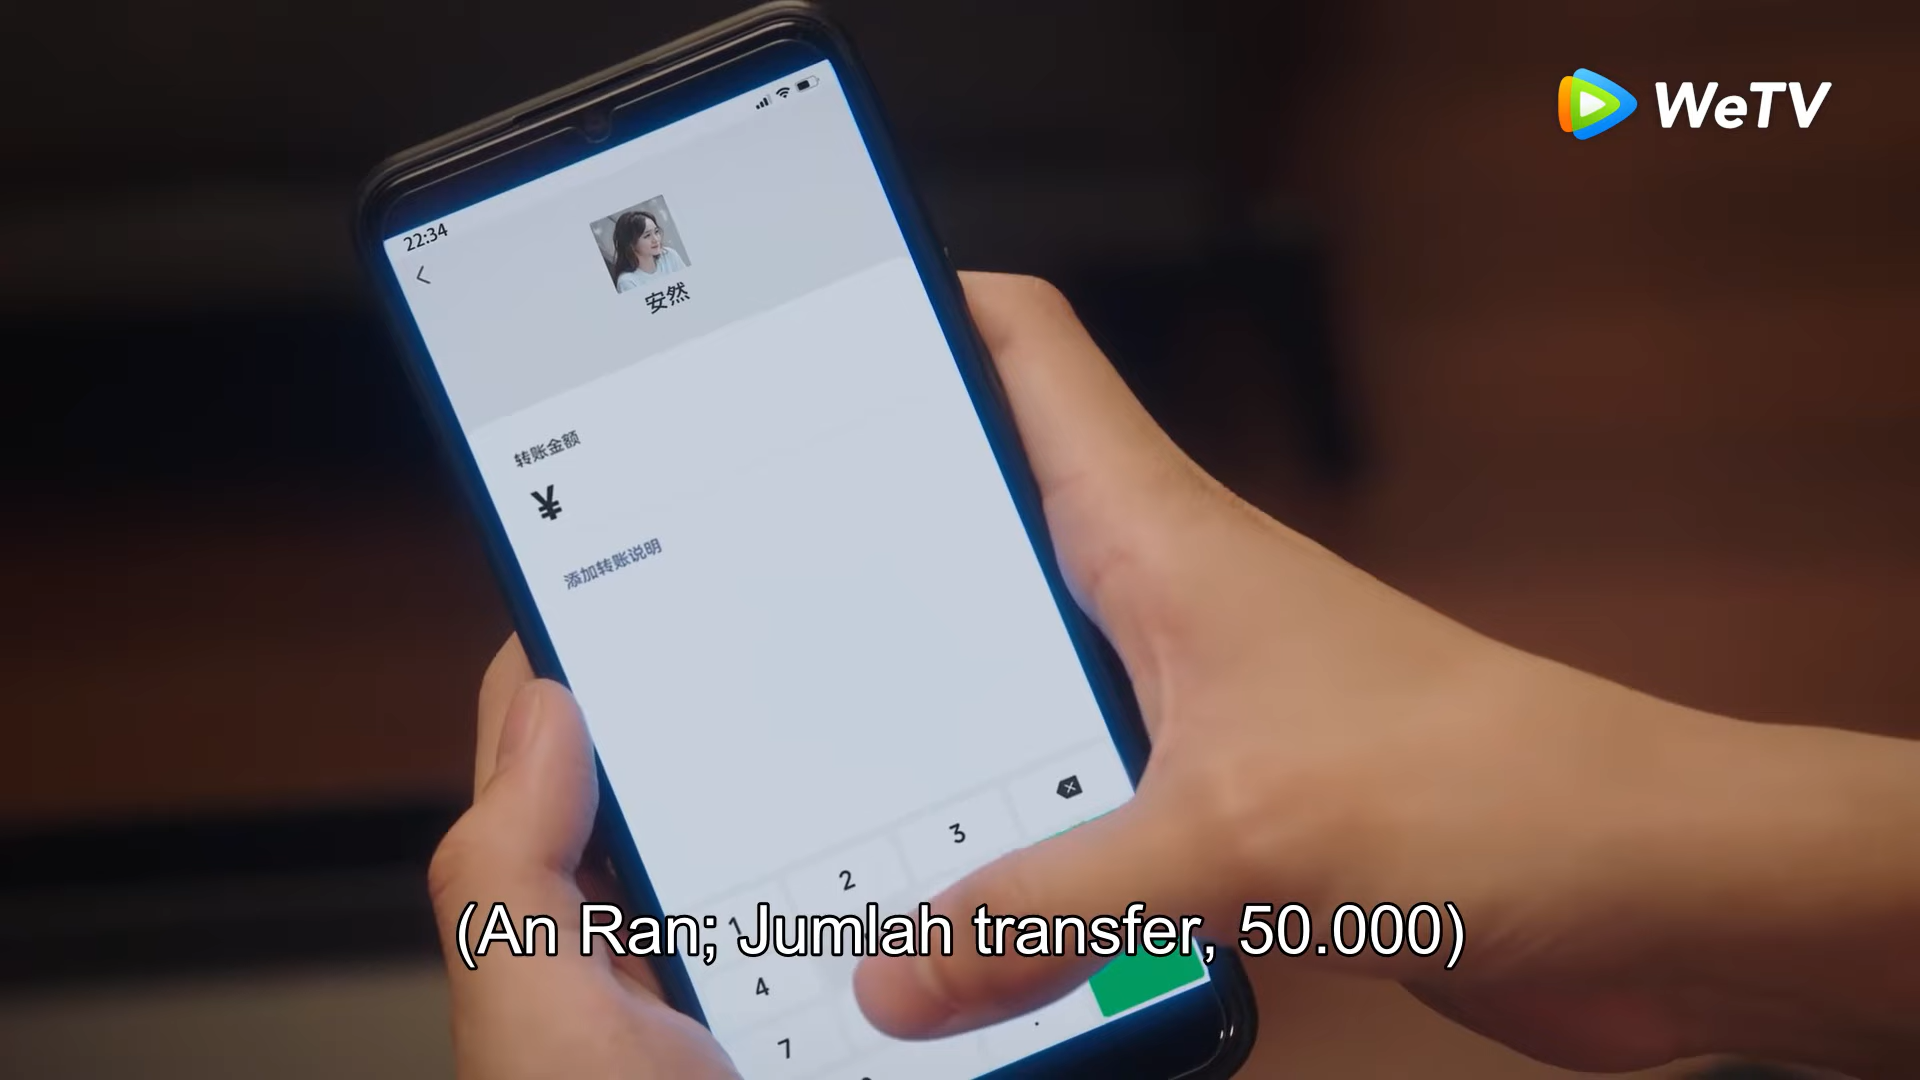 WeTV
22:34
安然
转账金额
¥
添加转账说明
3
2
1
(An Ran; Jumlah transfer, 50.000)
4
.
7